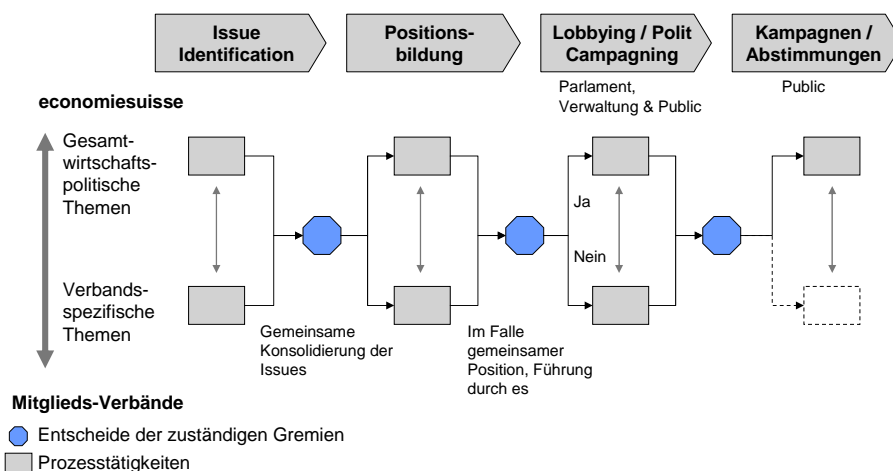 Issue
Identification
Positions-
bildung
Lobbying / Polit
Campagning
Kampagnen /
Abstimmungen
Parlament,
Verwaltung & Public
Public
economiesuisse
Gesamt-
wirtschafts-
politische
Themen
Ja
Nein
Verbands-
spezifische
Themen
Gemeinsame
Konsolidierung der
Issues
Im Falle
gemeinsamer
Position, Führung
durch es
Mitglieds-Verbände
Entscheide der zuständigen Gremien
Prozesstätigkeiten